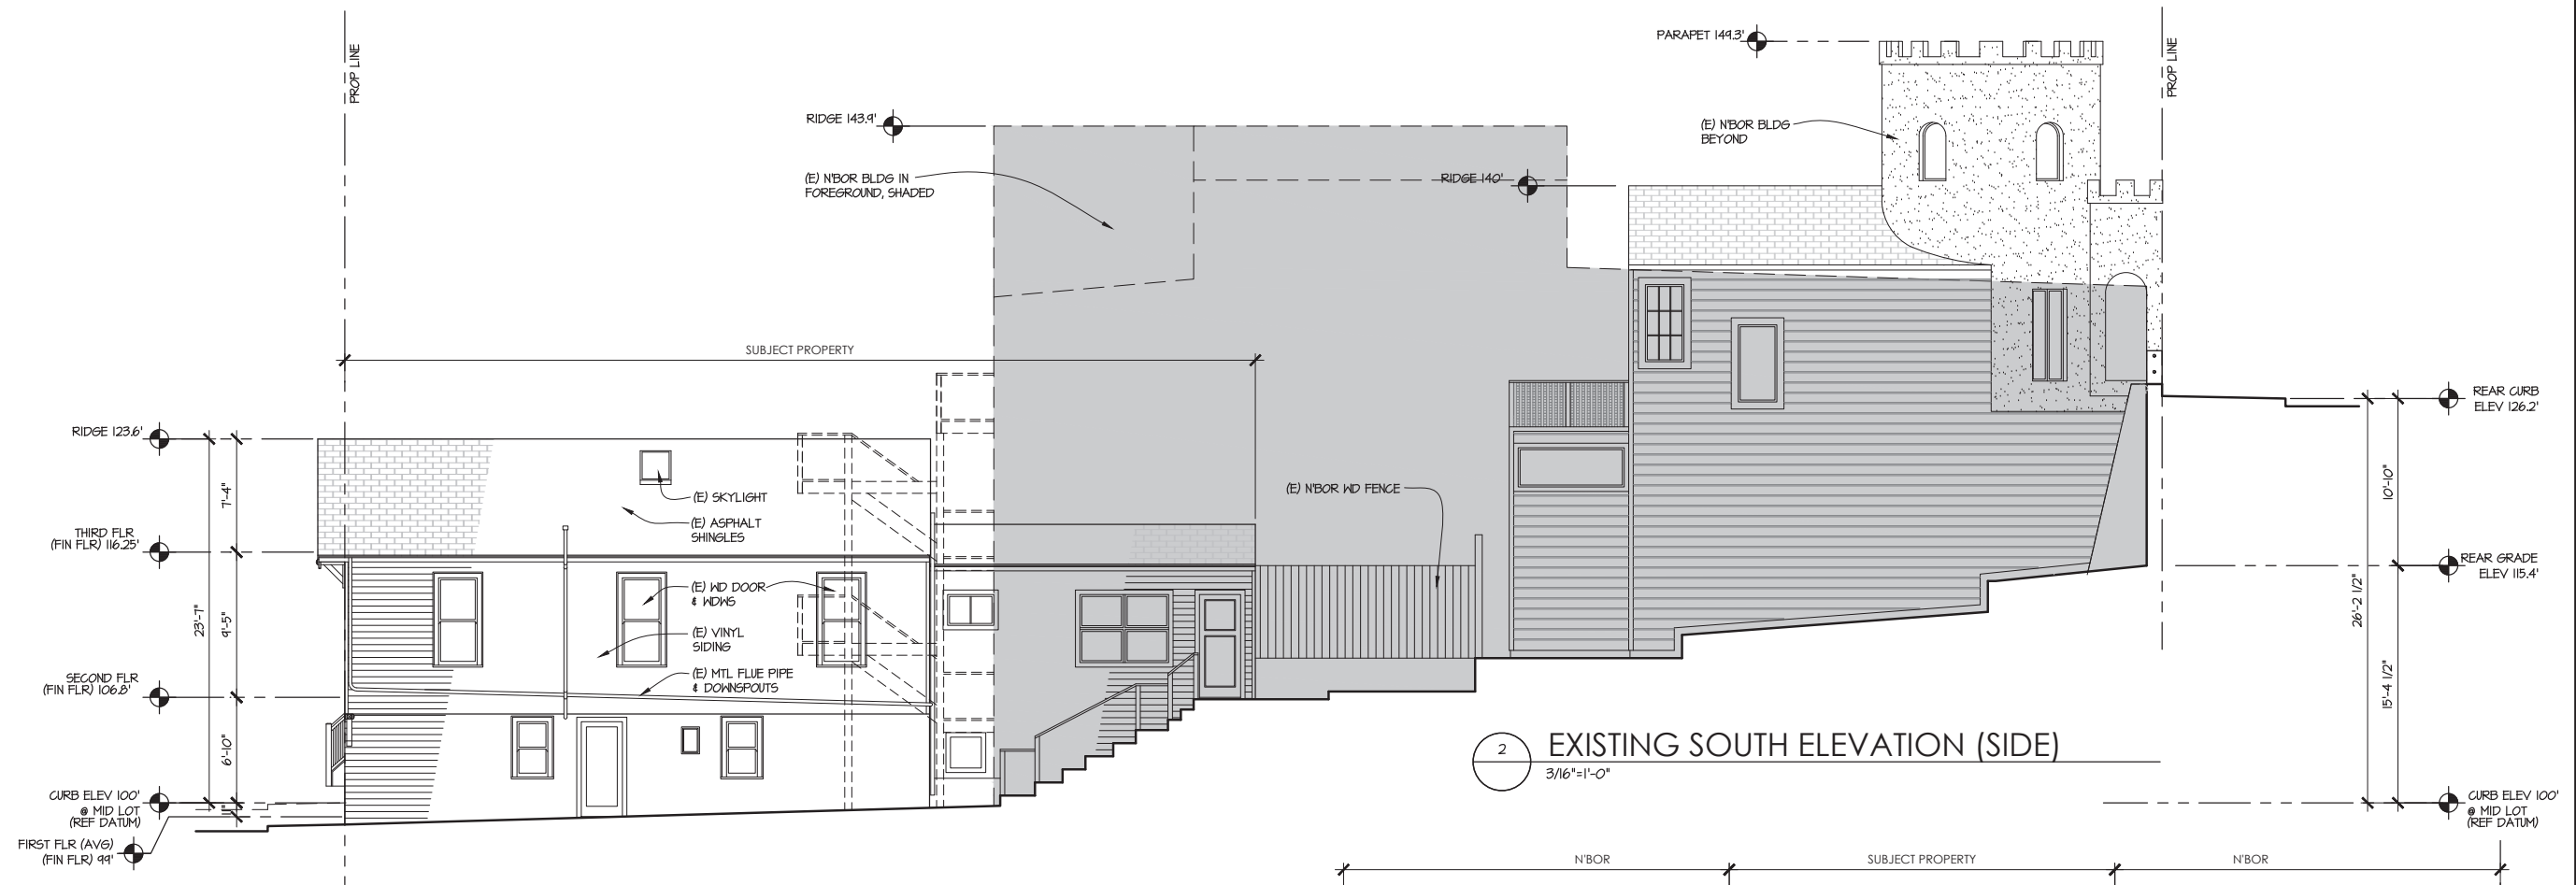 PROP LINE
PARAPET 149.3'
PROP LINE
RIDGE 143.9'
(E) N'BOR BLDG
BEYOND
(E) N'BOR BLDG IN
FOREGROUND, SHADED
RIDGE 140'
SUBJECT PROPERTY
REAR CURB
ELEV 126.2'
RIDGE 123.6'
7'-4"
(E) SKYLIGHT
(E) ASPHALT
SHINGLES
(E) N'BOR WD FENCE
10'-10"
THIRD FLR
(FIN FLR) 116.25'
REAR GRADE
ELEV 115.4'
23'-7"
9'-5"
(E) WD DOOR
& WDWS
(E) VINYL
SIDING
(E) MTL FLUE PIPE
& DOWNSPOUTS
26'-2 1/2"
15'-4 1/2"
SECOND FLR
(FIN FLR) 106.8'
6'-10"
2
EXISTING SOUTH ELEVATION (SIDE)
3/16"=1'-0"
CURB ELEV 100'
@ MID LOT
(REF DATUM)
CURB ELEV 100'
@ MID LOT
(REF DATUM)
FIRST FLR (AVG)
(FIN FLR) 99'
N'BOR
SUBJECT PROPERTY
N'BOR